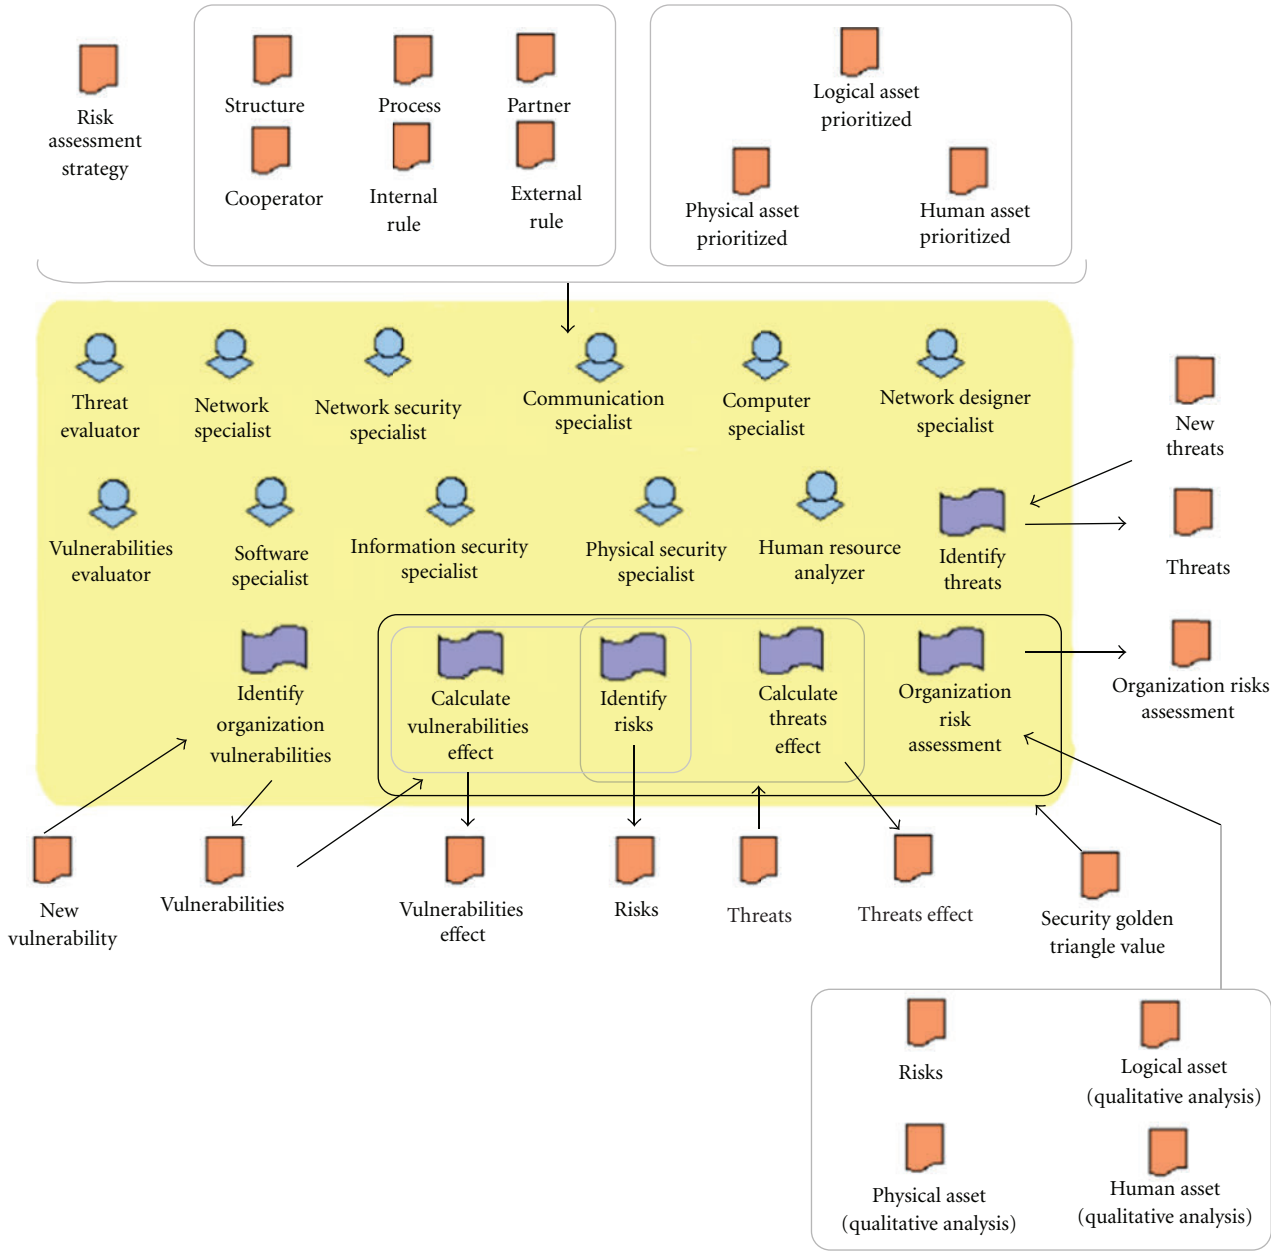 Risk
assessment
strategy
Structure
Process
Partner
Cooperator
Internal
rule
External
rule
Logical asset
prioritized
Physical asset
prioritized
Human asset
prioritized
Threat
evaluator
Network
specialist
Network security
specialist
Communication
specialist
Computer
specialist
Network designer
specialist
New
threats
Vulnerabilities
evaluator
Software
specialist
Information security
specialist
Physical security
specialist
Human resource
analyzer
Identify
threats
Threats
Identify
organization
vulnerabilities
Calculate
vulnerabilities
effect
Identify
risks
Calculate
threats
effect
Organization
risk
assessment
Organization risks
assessment
New
vulnerability
Vulnerabilities
Vulnerabilities
effect
Risks
Threats
Threats effect
Security golden
triangle value
Risks
Logical asset
(qualitative analysis)
Physical asset
(qualitative analysis)
Human asset
(qualitative analysis)